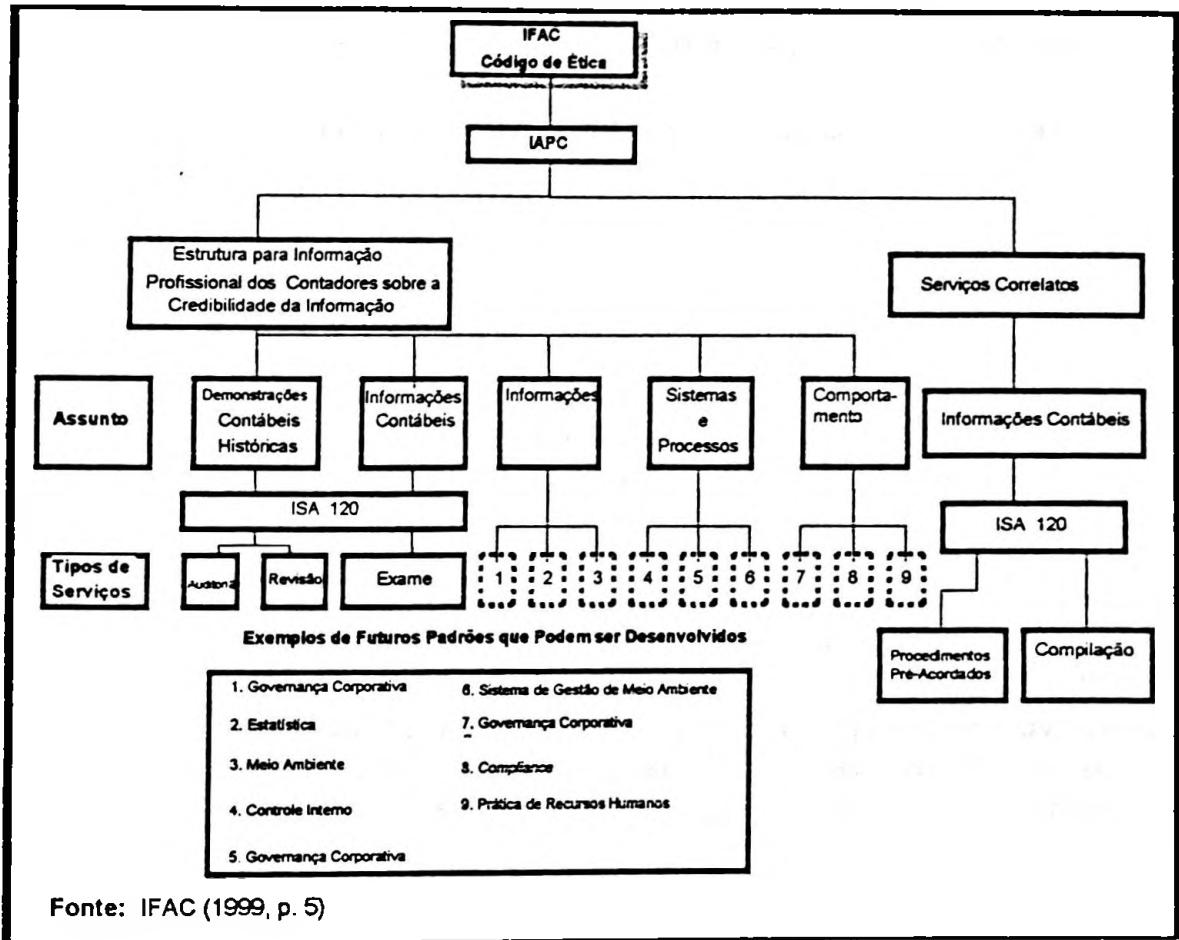 IFAC
Código de Ética
IAPC
Estrutura para Informação
Profissional dos Contadores sobre a
Credibilidade da Informação
Serviços Correlatos
Assunto
Demonstrações
Contábeis
Históricas
Informações
Contábeis
Informações
Sistemas
e
Processos
Comporta-
mento
Informações Contábeis
ISA 120
ISA 120
Tipos de
Serviços
Auditoria
Revisão
Exame
1
2
3
4
5
6
7
8
9
Procedimentos
Pré-Acordados
Compilação
Exemplos de Futuros Padrões que Podem ser Desenvolvidos
1. Governança Corporativa
2. Estatística
3. Meio Ambiente
4. Controle Interno
5. Governança Corporativa
6. Sistema de Gestão de Meio Ambiente
7. Governança Corporativa
8. Compliance
9. Prática de Recursos Humanos
Fonte: IFAC (1999, p. 5)